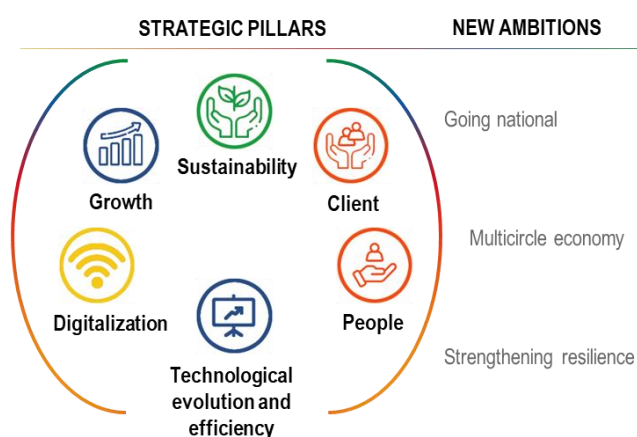 STRATEGIC PILLARS
NEW AMBITIONS
Sustainability
Growth
Client
Digitalization
People
Technological
evolution and
efficiency
Going national
Multicircle economy
Strengthening resilience